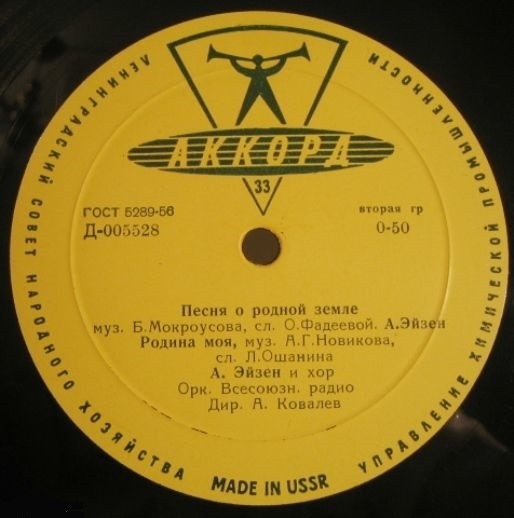 ЛЕНИНГРАДСКИЙ СОВЕТ НАРОДНОГО ХОЗЯЙСТВА
УПРАВЛЕНИЕ ХИМИЧЕСКОЙ ПРОМЫШЛЕННОСТИ
АККОРД
33
ГОСТ 5289-56
вторая гр
Д-005528
0-50
Песня о родной земле
муз. Б.Мокроусова, сл. О.Фадеевой. А.Эйзен
Родина моя, муз. А.Г.Новикова,
сл. Л.Ошанина
А. Эйзен и хор
Орк. Всесоюзн. радио
Дир. А. Ковалев
MADE IN USSR